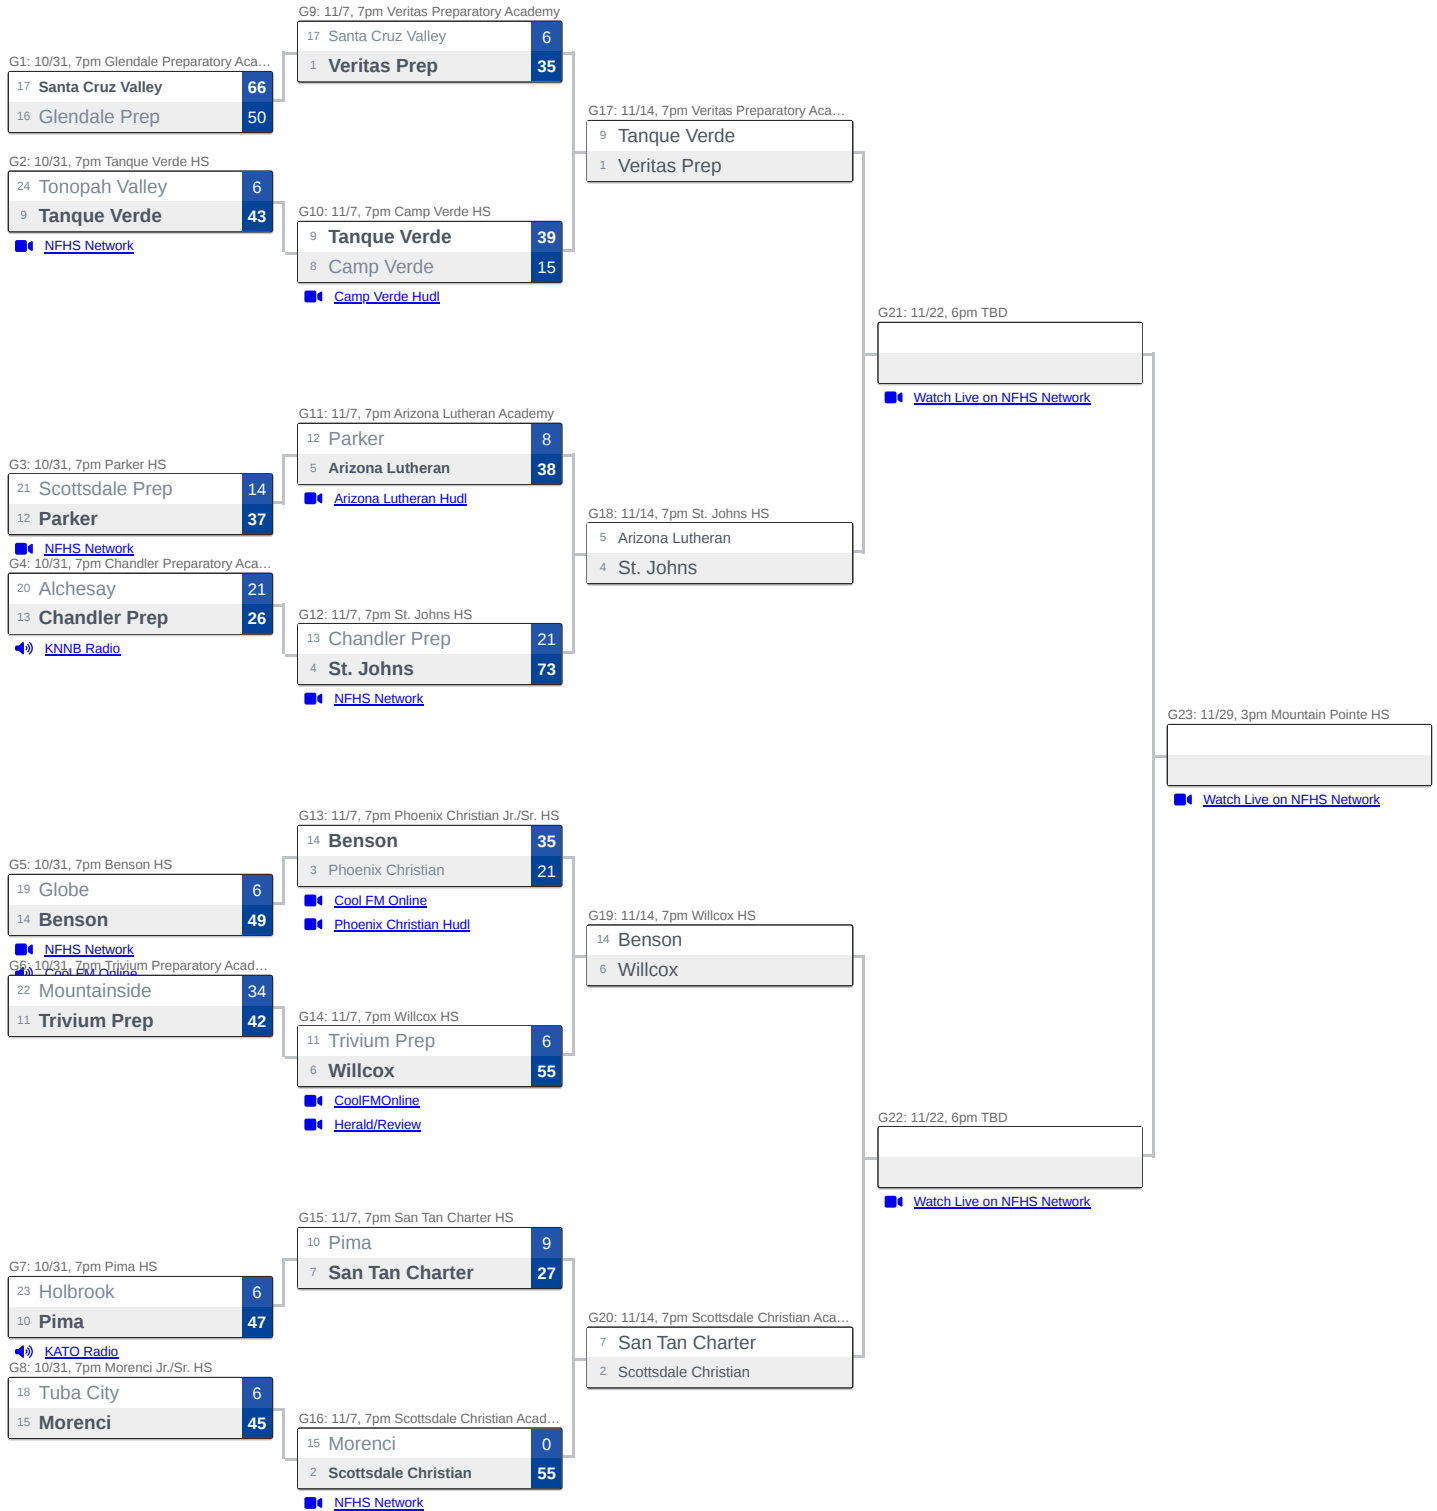 G1: 10/31, 7pm Glendale Preparatory Aca…
17 Santa Cruz Valley 66
16 Glendale Prep 50
G2: 10/31, 7pm Tanque Verde HS
24 Tonopah Valley 6
9 Tanque Verde 43
NFHS Network
G3: 10/31, 7pm Parker HS
21 Scottsdale Prep 14
12 Parker 37
NFHS Network
G4: 10/31, 7pm Chandler Preparatory Aca…
20 Alchesay 21
13 Chandler Prep 26
KNNB Radio
G5: 10/31, 7pm Benson HS
19 Globe 6
14 Benson 49
NFHS Network
Cool FM Online
G6: 10/31, 7pm Trivium Preparatory Acad…
22 Mountainside 34
11 Trivium Prep 42
G7: 10/31, 7pm Pima HS
23 Holbrook 6
10 Pima 47
KATO Radio
G8: 10/31, 7pm Morenci Jr./Sr. HS
18 Tuba City 6
15 Morenci 45
G9: 11/7, 7pm Veritas Preparatory Academy
17 Santa Cruz Valley 6
1 Veritas Prep 35
G10: 11/7, 7pm Camp Verde HS
9 Tanque Verde 39
8 Camp Verde 15
Camp Verde Hudl
G11: 11/7, 7pm Arizona Lutheran Academy
12 Parker 8
5 Arizona Lutheran 38
Arizona Lutheran Hudl
G12: 11/7, 7pm St. Johns HS
13 Chandler Prep 21
4 St. Johns 73
NFHS Network
G13: 11/7, 7pm Phoenix Christian Jr./Sr. HS
14 Benson 35
3 Phoenix Christian 21
Cool FM Online
Phoenix Christian Hudl
G14: 11/7, 7pm Willcox HS
11 Trivium Prep 6
6 Willcox 55
CoolFMOnline
Herald/Review
G15: 11/7, 7pm San Tan Charter HS
10 Pima 9
7 San Tan Charter 27
G16: 11/7, 7pm Scottsdale Christian Acad…
15 Morenci 0
2 Scottsdale Christian 55
NFHS Network
G17: 11/14, 7pm Veritas Preparatory Aca…
9 Tanque Verde
1 Veritas Prep
G18: 11/14, 7pm St. Johns HS
5 Arizona Lutheran
4 St. Johns
G19: 11/14, 7pm Willcox HS
14 Benson
6 Willcox
G20: 11/14, 7pm Scottsdale Christian Aca…
7 San Tan Charter
2 Scottsdale Christian
G21: 11/22, 6pm TBD
Watch Live on NFHS Network
G22: 11/22, 6pm TBD
Watch Live on NFHS Network
G23: 11/29, 3pm Mountain Pointe HS
Watch Live on NFHS Network